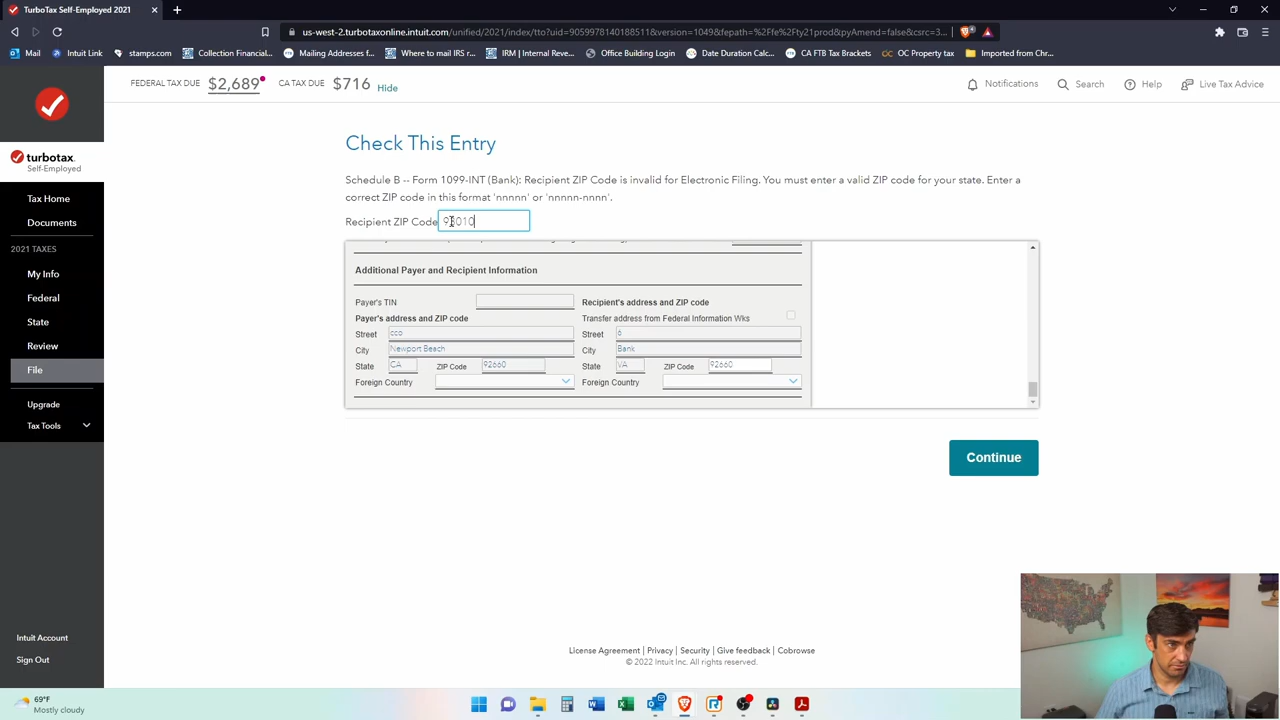 TurboTax Self-Employed 2021
us-west-2.turbotaxonline.intuit.com/unified/2021/index/tto?uid=9059978140188511&version=1049&fepath=%2Ffe%2Fty21prod&pyAmend=false&csrc=3...
Mail
Intuit Link
stamps.com
Collection Financial...
Mailing Addresses f...
Where to mail IRS r...
IRM | Internal Reve...
Office Building Login
Date Duration Calc...
CA FTB Tax Brackets
OC Property tax
Imported from Chr...
FEDERAL TAX DUE $2,689 CA TAX DUE $716 Hide
Notifications Search Help Live Tax Advice
turbotax
Self-Employed
Tax Home
Documents
2021 TAXES
My Info
Federal
State
Review
File
Upgrade
Tax Tools
Intuit Account
Sign Out
Check This Entry
Schedule B -- Form 1099-INT (Bank): Recipient ZIP Code is invalid for Electronic Filing. You must enter a valid ZIP code for your state. Enter a
correct ZIP code in this format 'nnnnn' or 'nnnnn-nnnn'.
Recipient ZIP Code
Additional Payer and Recipient Information
Payer's TIN
Payer's address and ZIP code
Street cco
City Newport Beach
State CA ZIP Code 92660
Foreign Country
Recipient's address and ZIP code
Transfer address from Federal Information Wks
Street 6
City Bank
State VA ZIP Code 92660
Foreign Country
Continue
License Agreement | Privacy | Security | Give feedback | Cobrowse
© 2022 Intuit Inc. All rights reserved.
69°F
Mostly cloudy